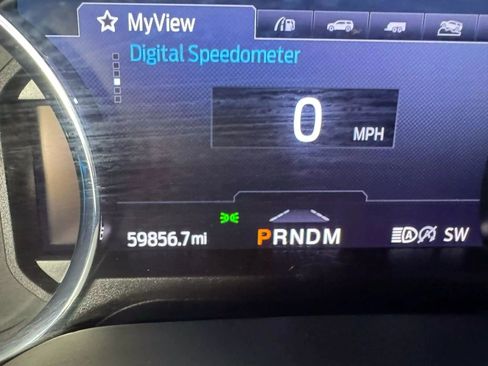 MyView
Digital Speedometer
0 MPH
59856.7mi PRNDM A SW